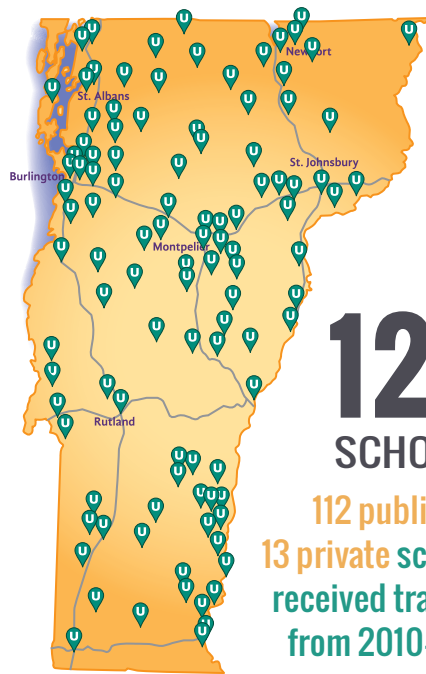 Newport
St. Albans
St. Johnsbury
Burlington
Montpelier
Rutland
12
SCHO
112 publi
13 private sc
received tra
from 2010-